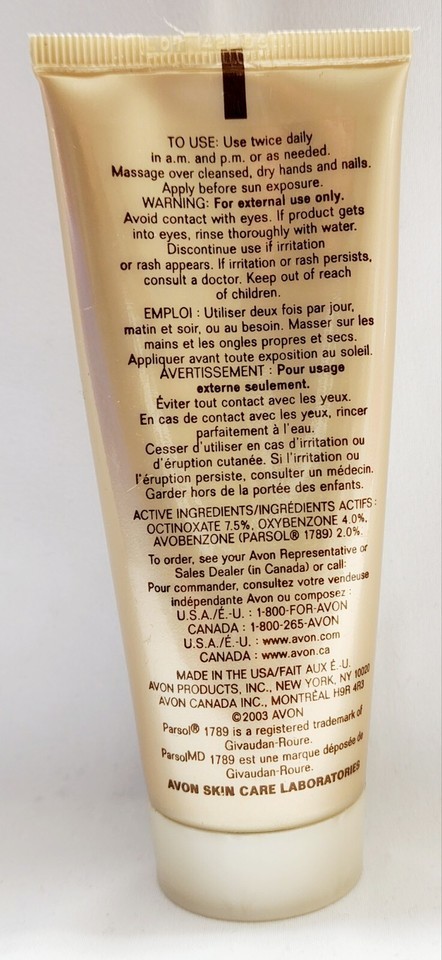 TO USE: Use twice daily
in a.m. and p.m. or as needed.
Massage over cleansed, dry hands and nails.
Apply before sun exposure.
WARNING: For external use only.
Avoid contact with eyes. If product gets
into eyes, rinse thoroughly with water.
Discontinue use if irritation
or rash appears. If irritation or rash persists,
consult a doctor. Keep out of reach
of children.
EMPLOI : Utiliser deux fois par jour,
matin et soir, ou au besoin. Masser sur les
mains et les ongles propres et secs.
Appliquer avant toute exposition au soleil.
AVERTISSEMENT : Pour usage
externe seulement.
Éviter tout contact avec les yeux.
En cas de contact avec les yeux, rincer
parfaitement à l'eau.
Cesser d'utiliser en cas d'irritation ou
d'éruption cutanée. Si l'irritation ou
l'éruption persiste, consulter un médecin.
Garder hors de la portée des enfants.
ACTIVE INGREDIENTS/INGRÉDIENTS ACTIFS:
OCTINOXATE 7.5%, OXYBENZONE 4.0%,
AVOBENZONE (PARSOL® 1789) 2.0%.
To order, see your Avon Representative or
Sales Dealer (in Canada) or call:
Pour commander, consultez votre vendeuse
indépendante Avon ou composez :
U.S.A./É.-U. : 1-800-FOR-AVON
CANADA : 1-800-265-AVON
U.S.A./É.-U. : www.avon.com
CANADA : www.avon.ca
MADE IN THE USA/FAIT AUX É.-U.
AVON PRODUCTS, INC., NEW YORK, NY 10020
AVON CANADA INC., MONTRÉAL H9R 4R3
©2003 AVON
Parsol® 1789 is a registered trademark of
Givaudan-Roure.
ParsolMD 1789 est une marque déposée de
Givaudan-Roure.
AVON SKIN CARE LABORATORIES